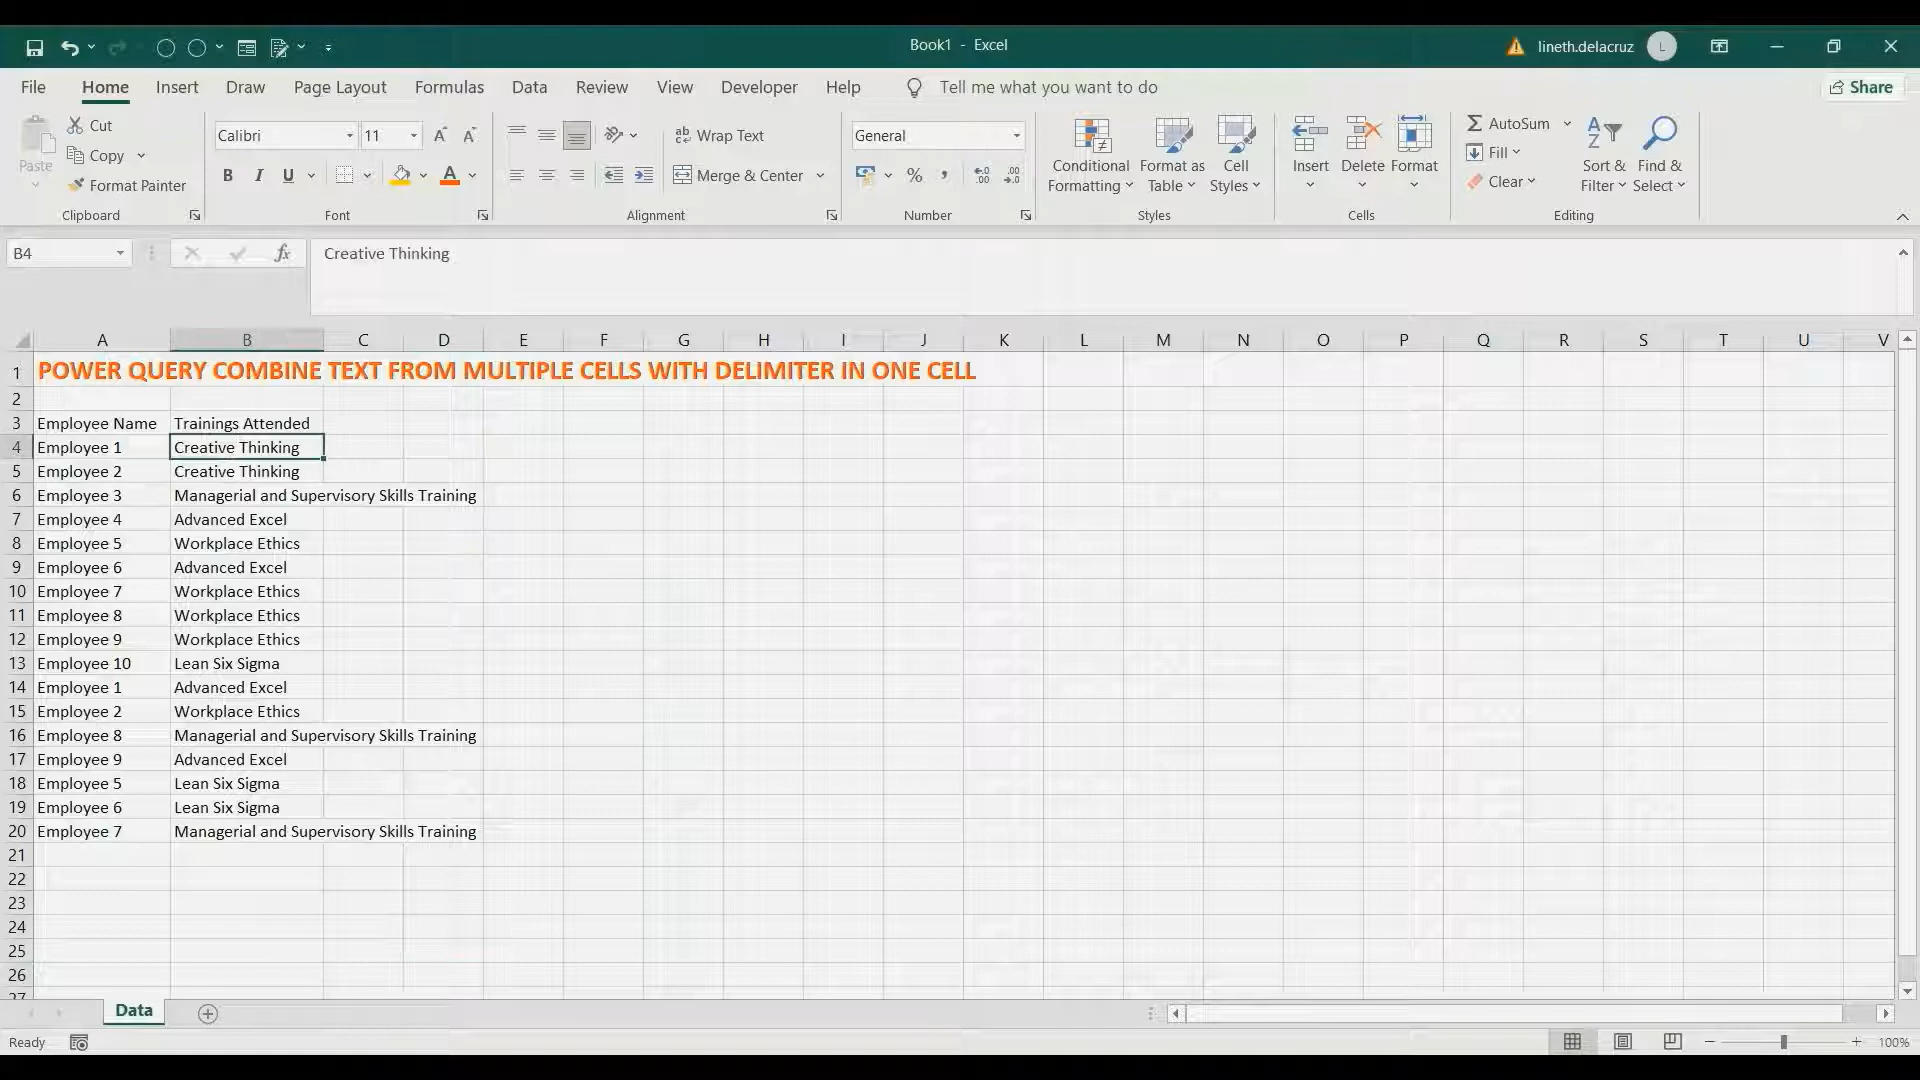 Book1 - Excel
lineth.delacruz L
File Home Insert Draw Page Layout Formulas Data Review View Developer Help Tell me what you want to do Share
Paste
Cut
Copy
Format Painter
Clipboard
Calibri 11
B I U
Font
Wrap Text
Merge & Center
Alignment
General
Number
Conditional Formatting
Format as Table
Cell Styles
Styles
Insert
Delete
Format
Cells
AutoSum
Fill
Clear
Sort & Filter
Find & Select
Editing
B4 fx Creative Thinking
A B C D E F G H I J K L M N O P Q R S T U V
1 POWER QUERY COMBINE TEXT FROM MULTIPLE CELLS WITH DELIMITER IN ONE CELL
2
3 Employee Name Trainings Attended
4 Employee 1 Creative Thinking
5 Employee 2 Creative Thinking
6 Employee 3 Managerial and Supervisory Skills Training
7 Employee 4 Advanced Excel
8 Employee 5 Workplace Ethics
9 Employee 6 Advanced Excel
10 Employee 7 Workplace Ethics
11 Employee 8 Workplace Ethics
12 Employee 9 Workplace Ethics
13 Employee 10 Lean Six Sigma
14 Employee 1 Advanced Excel
15 Employee 2 Workplace Ethics
16 Employee 8 Managerial and Supervisory Skills Training
17 Employee 9 Advanced Excel
18 Employee 5 Lean Six Sigma
19 Employee 6 Lean Six Sigma
20 Employee 7 Managerial and Supervisory Skills Training
21
22
23
24
25
26
27
Data
Ready 100%